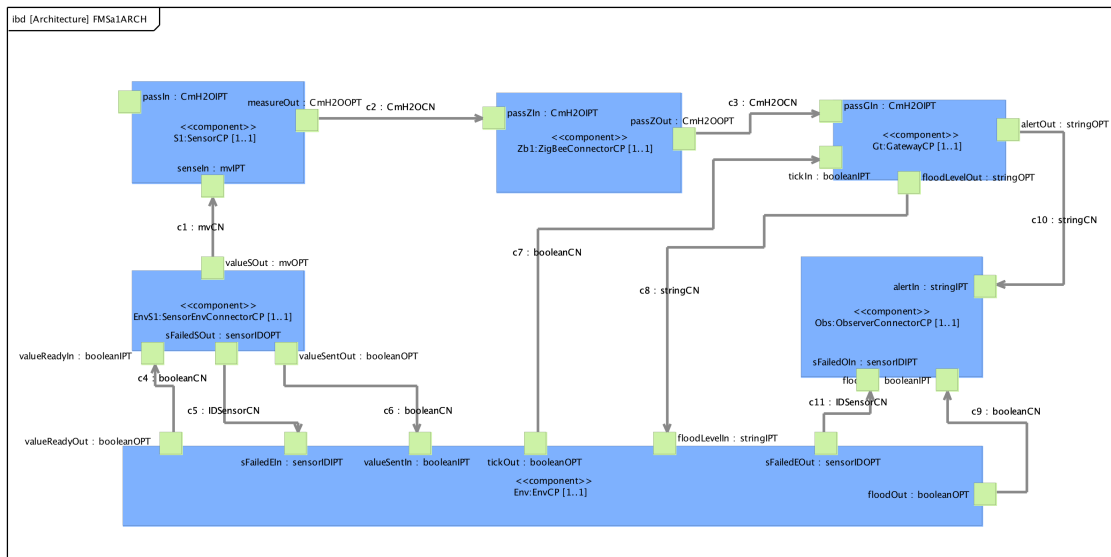 ibd [Architecture] FMSa1ARCH
passIn : CmH2OIPT
measureOut : CmH2OOPT
<<component>>
S1:SensorCP [1..1]
senseIn : mvIPT
c2 : CmH2OCN
passZIn : CmH2OIPT
passZOut : CmH2OOPT
<<component>>
Zb1:ZigBeeConnectorCP [1..1]
c3 : CmH2OCN
passGIn : CmH2OIPT
alertOut : stringOPT
<<component>>
Gt:GatewayCP [1..1]
tickIn : booleanIPT
floodLevelOut : stringOPT
c1 : mvCN
c7 : booleanCN
c10 : stringCN
valueSOut : mvOPT
<<component>>
EnvS1:SensorEnvConnectorCP [1..1]
sFailedSOut : sensorIDOPT
valueReadyIn : booleanIPT
valueSentOut : booleanOPT
c8 : stringCN
alertIn : stringIPT
<<component>>
Obs:ObserverConnectorCP [1..1]
sFailedOIn : sensorIDIPT
booleanIPT
c4 : booleanCN
c5 : IDSensorCN
c6 : booleanCN
c11 : IDSensorCN
c9 : booleanCN
valueReadyOut : booleanOPT
sFailedEIn : sensorIDIPT
valueSentIn : booleanIPT
tickOut : booleanOPT
floodLevelIn : stringIPT
sFailedEOut : sensorIDOPT
<<component>>
Env:EnvCP [1..1]
floodOut : booleanOPT